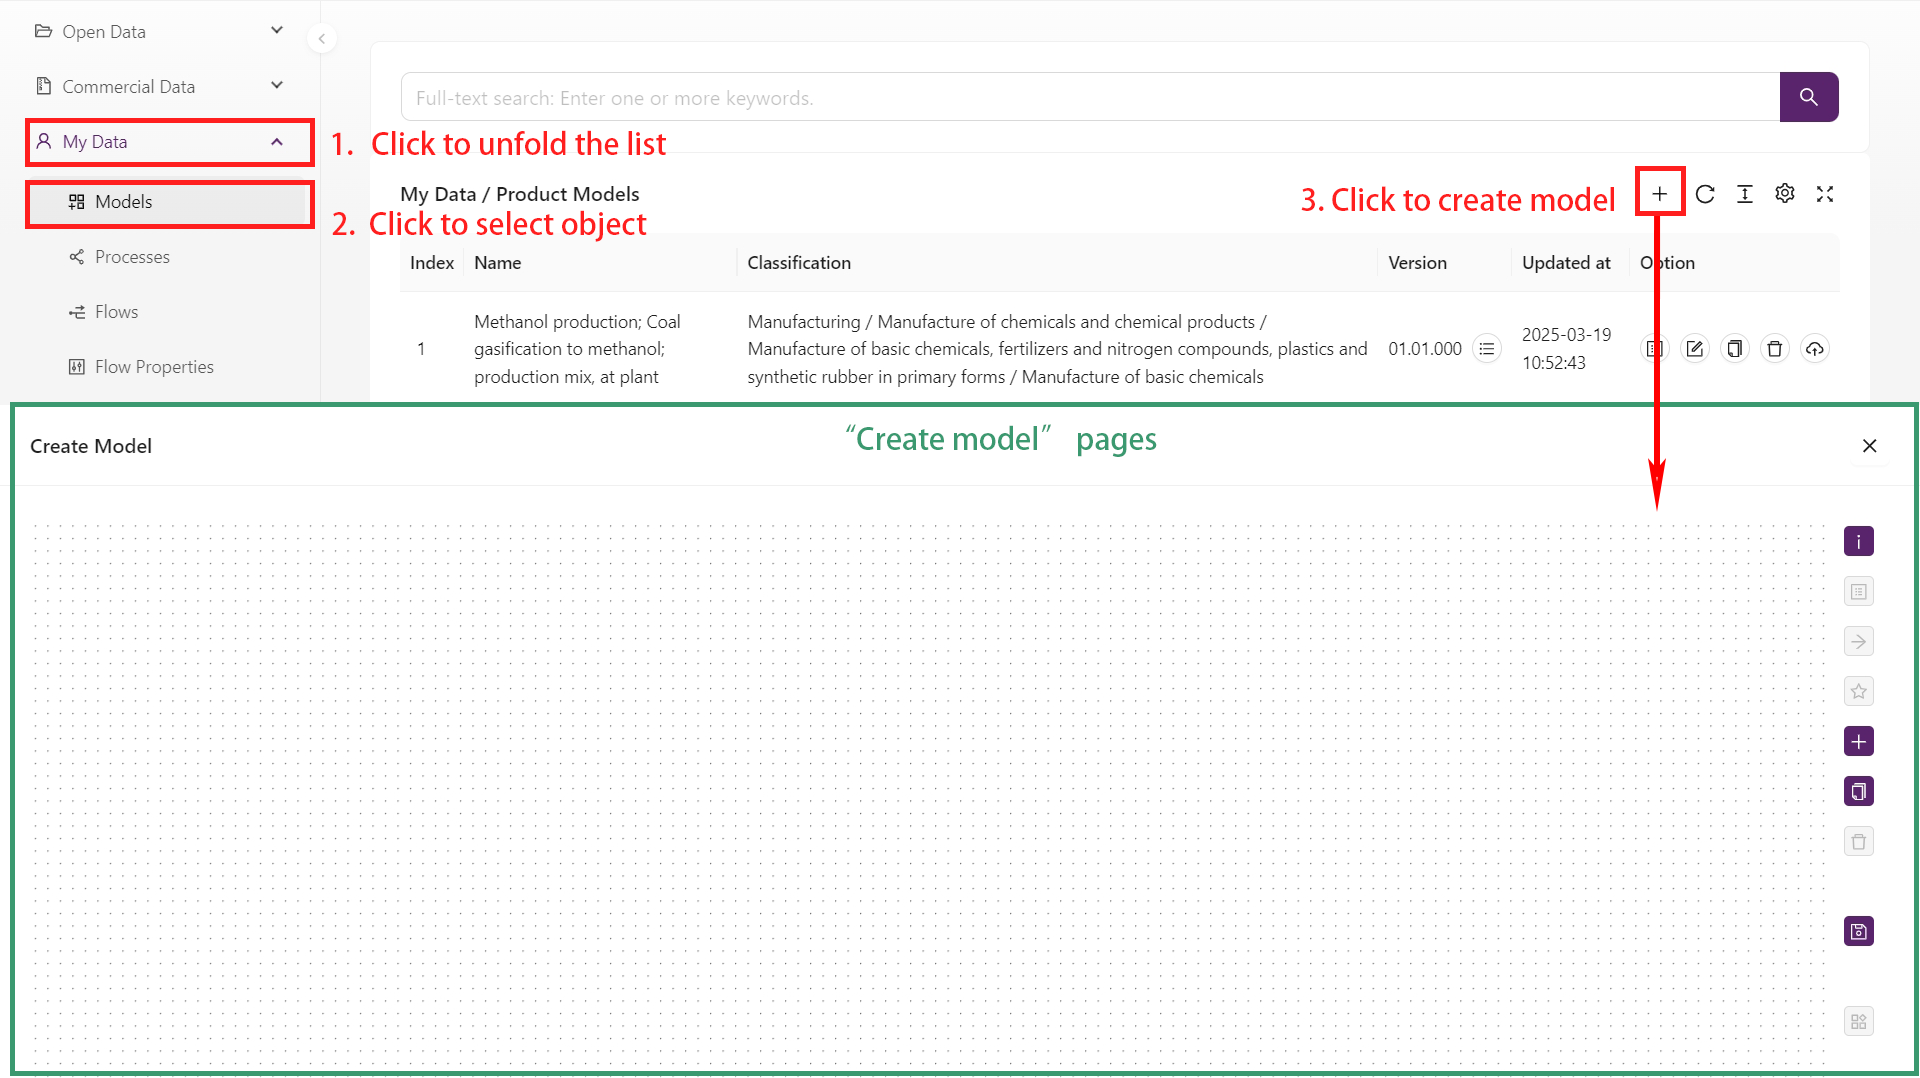 Open Data
Commercial Data
My Data
1. Click to unfold the list
Models
2. Click to select object
Processes
Flows
Flow Properties
Full-text search: Enter one or more keywords.
My Data / Product Models
3. Click to create model
Index Name Classification Version Updated at Option
1
Methanol production; Coal
gasification to methanol;
production mix, at plant
Manufacturing / Manufacture of chemicals and chemical products /
Manufacture of basic chemicals, fertilizers and nitrogen compounds, plastics and
synthetic rubber in primary forms / Manufacture of basic chemicals
01.01.000
2025-03-19
10:52:43
Create Model
“Create model” pages